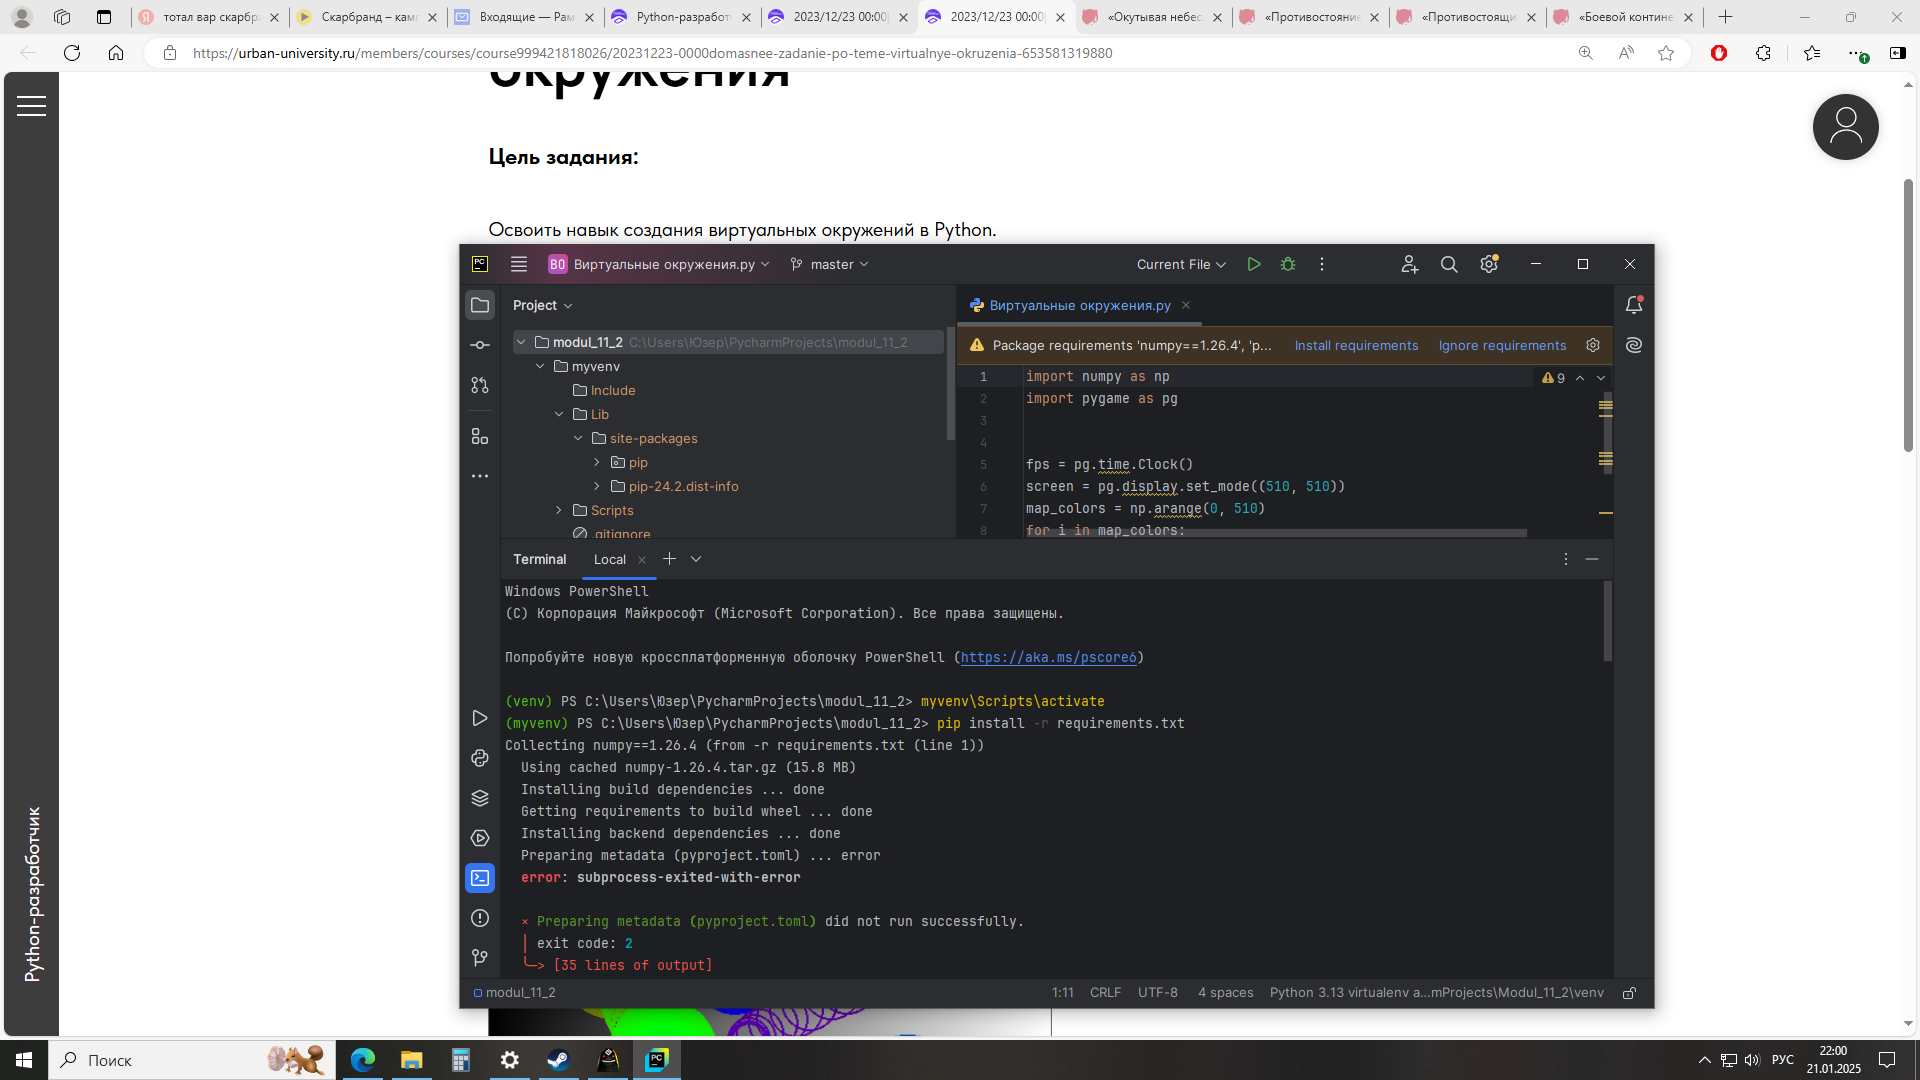 тотал вар скарбр
Скарбранд – камп
Входящие — Рам
Python-разработч
2023/12/23 00:00
2023/12/23 00:00
«Окутывая небес
«Противостояние
«Противостоящи
«Боевой контине
https://urban-university.ru/members/courses/course999421818026/20231223-0000domasnee-zadanie-po-teme-virtualnye-okruzenia-653581319880
окружения
Цель задания:
Освоить навык создания виртуальных окружений в Python.
PC
ВО Виртуальные окружения.py
master
Current File
Project
Виртуальные окружения.py
modul_11_2 C:\Users\Юзер\PycharmProjects\modul_11_2
Package requirements 'numpy==1.26.4', 'p...
Install requirements
Ignore requirements
myvenv
Include
Lib
site-packages
pip
pip-24.2.dist-info
Scripts
.gitignore
9
1 import numpy as np
2 import pygame as pg
3
4
5 fps = pg.time.Clock()
6 screen = pg.display.set_mode((510, 510))
7 map_colors = np.arange(0, 510)
8 for i in map_colors:
Terminal
Local
Windows PowerShell
(C) Корпорация Майкрософт (Microsoft Corporation). Все права защищены.
Попробуйте новую кроссплатформенную оболочку PowerShell (https://aka.ms/pscore6)
(venv) PS C:\Users\Юзер\PycharmProjects\modul_11_2> myvenv\Scripts\activate
(myvenv) PS C:\Users\Юзер\PycharmProjects\modul_11_2> pip install -r requirements.txt
Collecting numpy==1.26.4 (from -r requirements.txt (line 1))
Using cached numpy-1.26.4.tar.gz (15.8 MB)
Installing build dependencies ... done
Getting requirements to build wheel ... done
Installing backend dependencies ... done
Preparing metadata (pyproject.toml) ... error
error: subprocess-exited-with-error
× Preparing metadata (pyproject.toml) did not run successfully.
│ exit code: 2
╰─> [35 lines of output]
modul_11_2
1:11
CRLF
UTF-8
4 spaces
Python 3.13 virtualenv a...mProjects\Modul_11_2\venv
Python-разработчик
Поиск
PC
РУС
22:00
21.01.2025